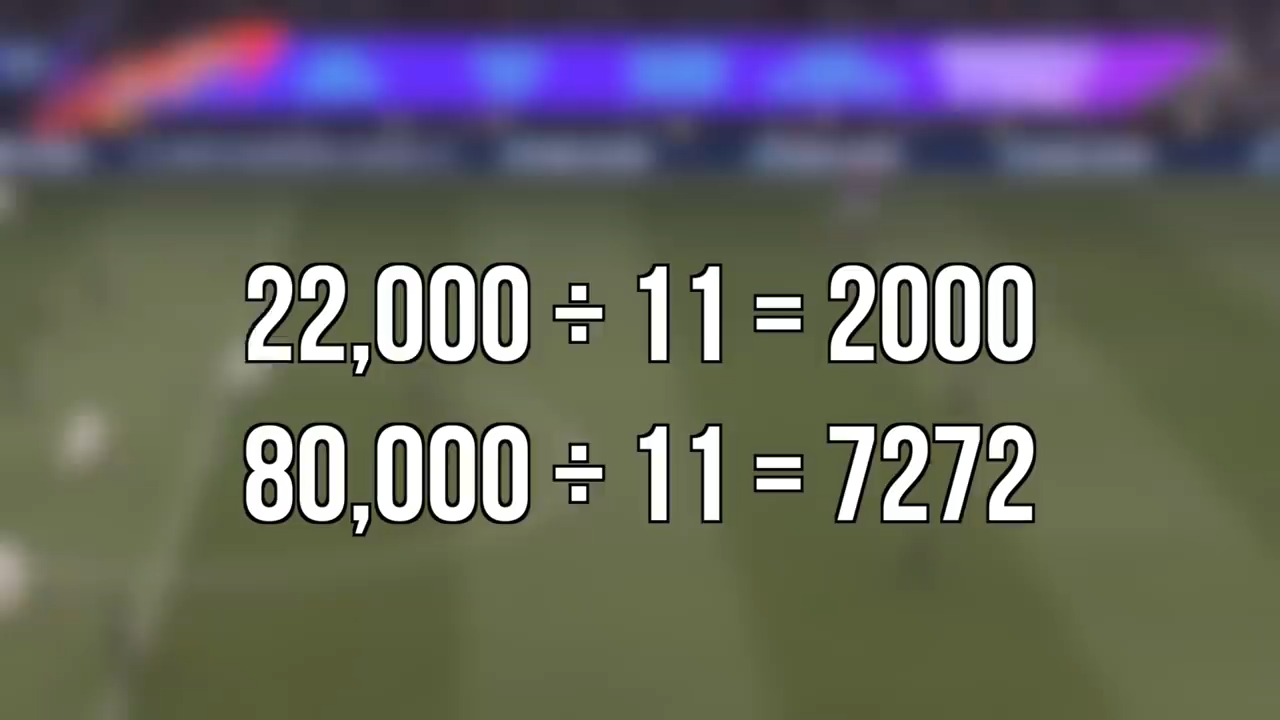 22,000 ÷ 11 = 2000
80,000 ÷ 11 = 7272